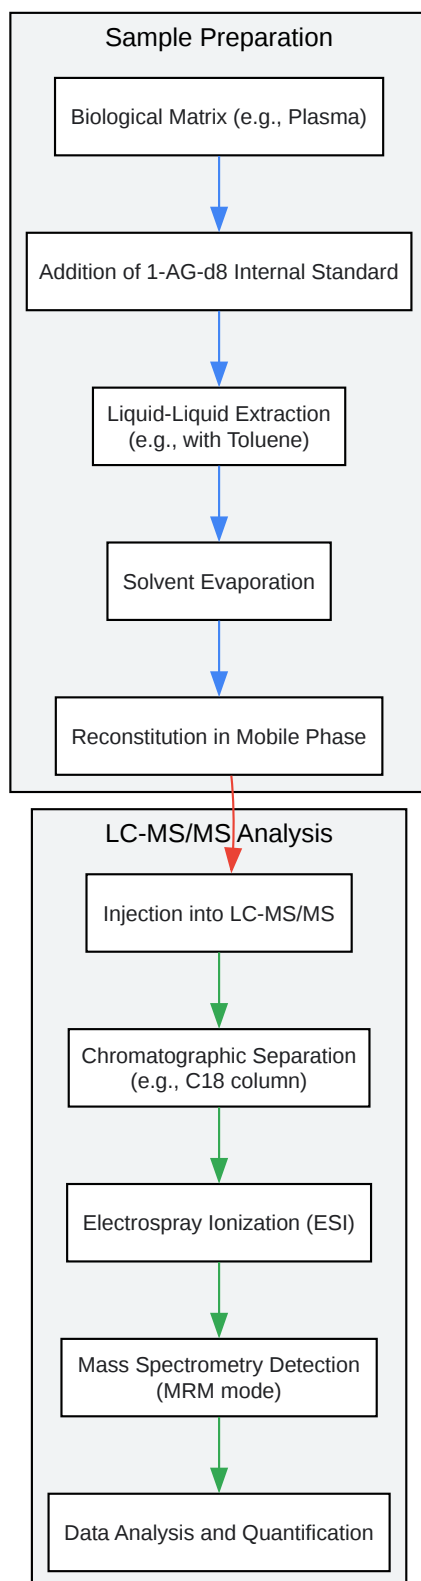 Sample Preparation
Biological Matrix (e.g., Plasma)
Addition of 1-AG-d8 Internal Standard
Liquid-Liquid Extraction
(e.g., with Toluene)
Solvent Evaporation
Reconstitution in Mobile Phase
LC-MS/MS Analysis
Injection into LC-MS/MS
Chromatographic Separation
(e.g., C18 column)
Electrospray Ionization (ESI)
Mass Spectrometry Detection
(MRM mode)
Data Analysis and Quantification